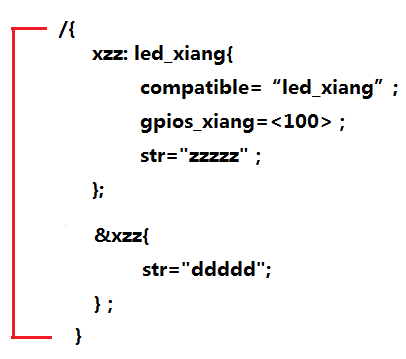 /{
xzz: led_xiang{
compatible= “led_xiang” ;
gpios_xiang=<100> ;
str="zzzzz" ;
};
&xzz{
str="ddddd";
} ;
}